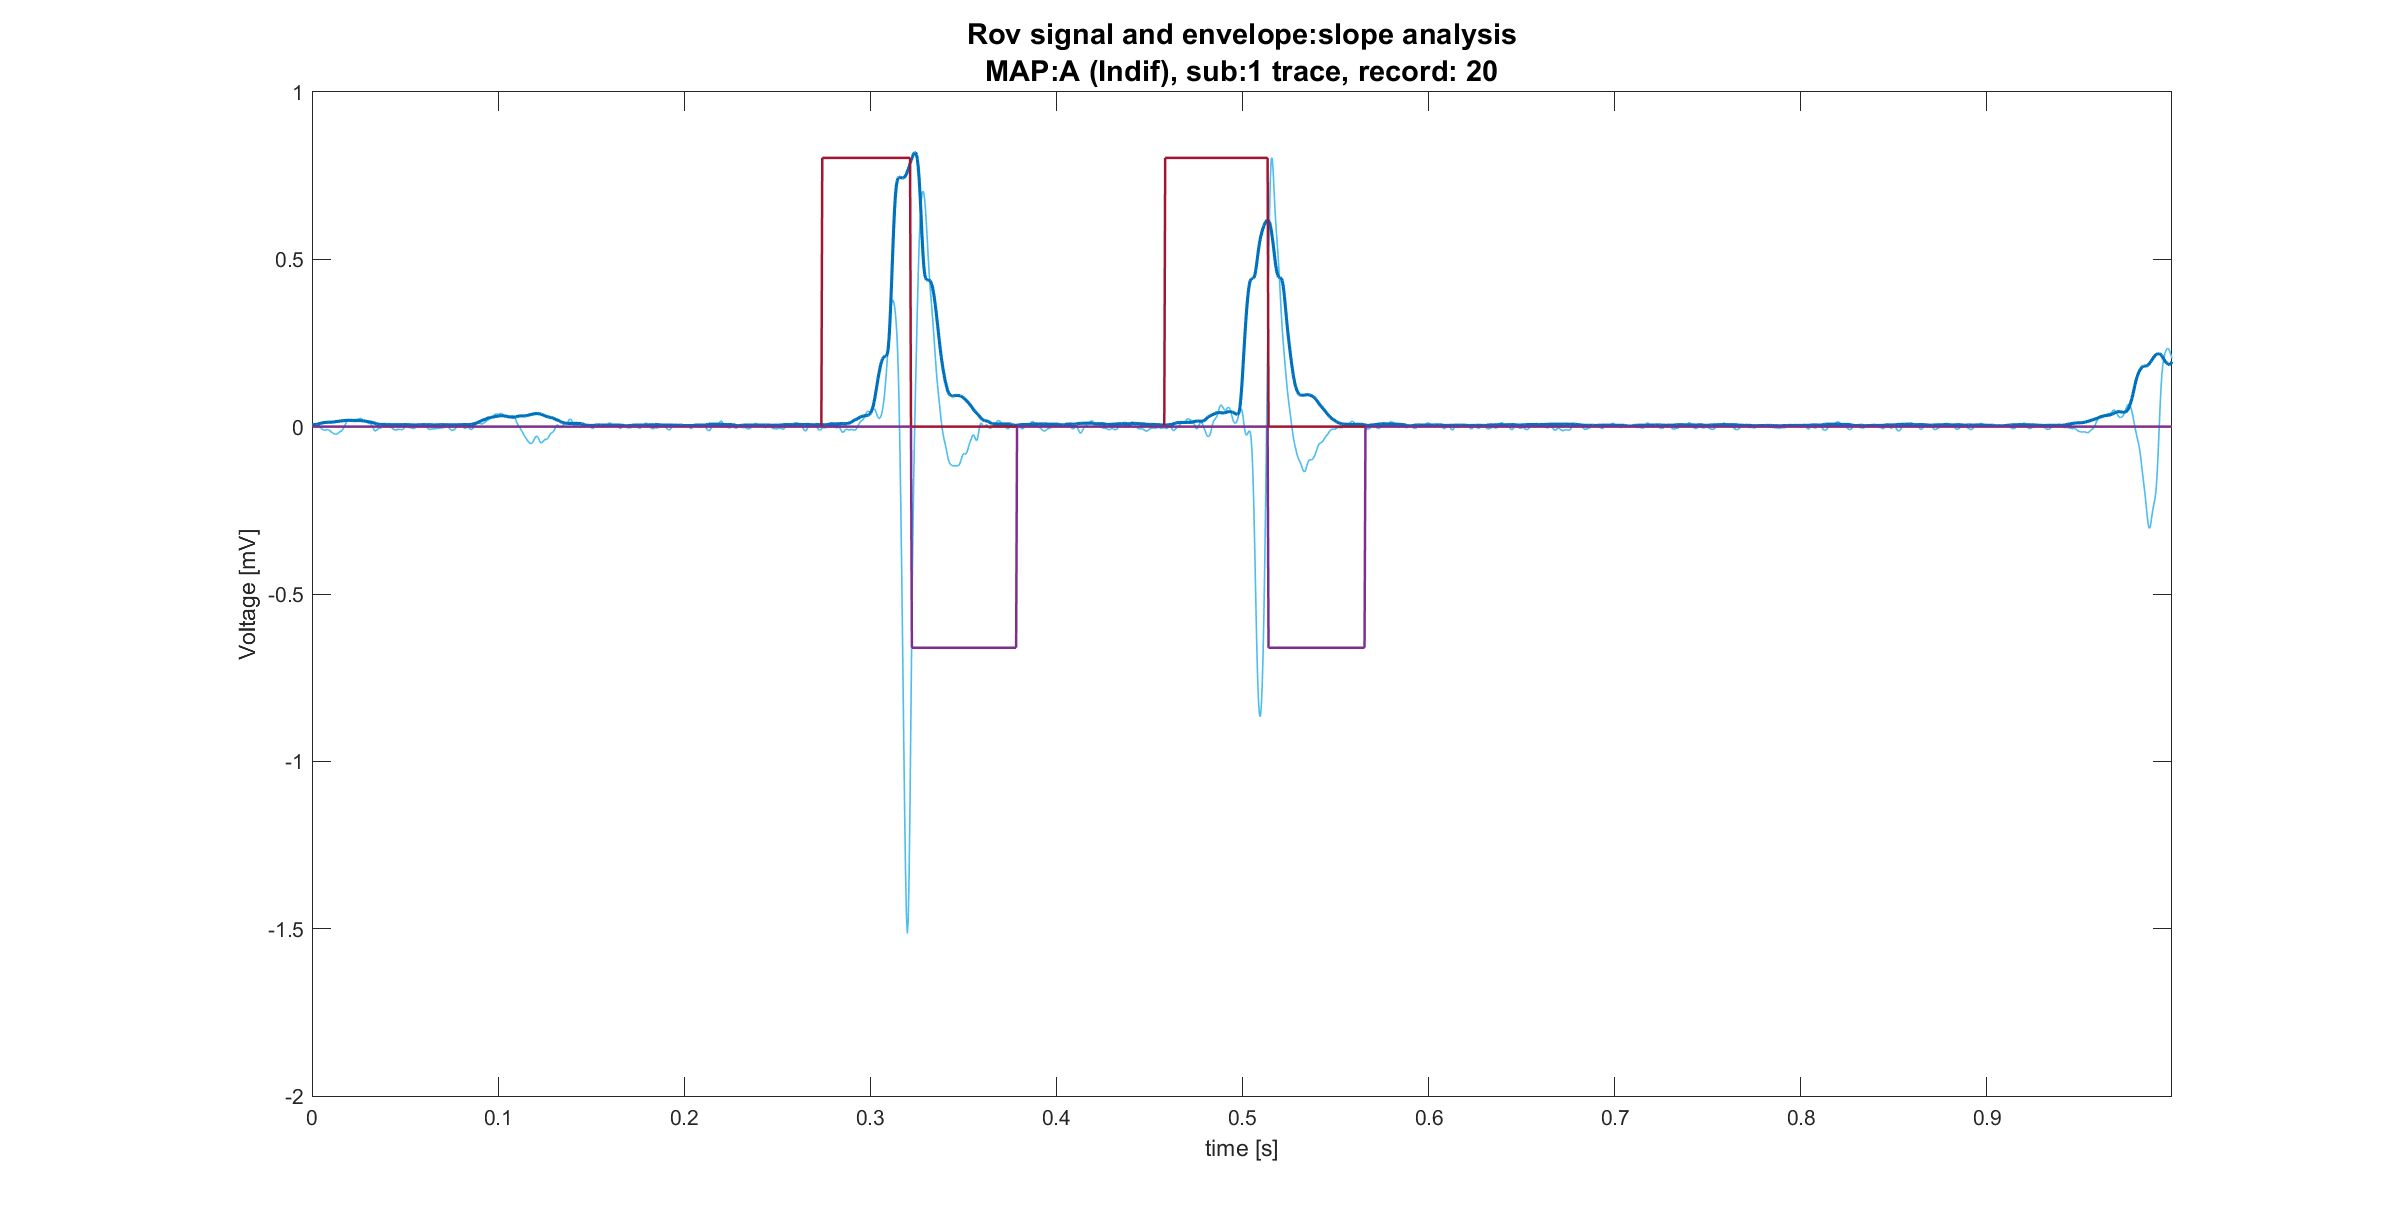 Rov signal and envelope:slope analysis
MAP:A (Indif), sub:1 trace, record: 20
1
0.5
0
-0.5
-1
-1.5
-2
Voltage [mV]
0 0.1 0.2 0.3 0.4 0.5 0.6 0.7 0.8 0.9
time [s]